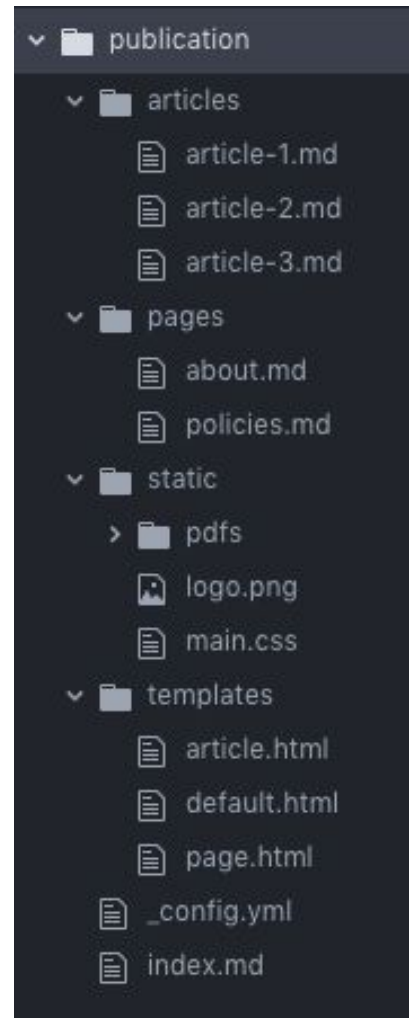 publication
articles
article-1.md
article-2.md
article-3.md
pages
about.md
policies.md
static
pdfs
logo.png
main.css
templates
article.html
default.html
page.html
_config.yml
index.md